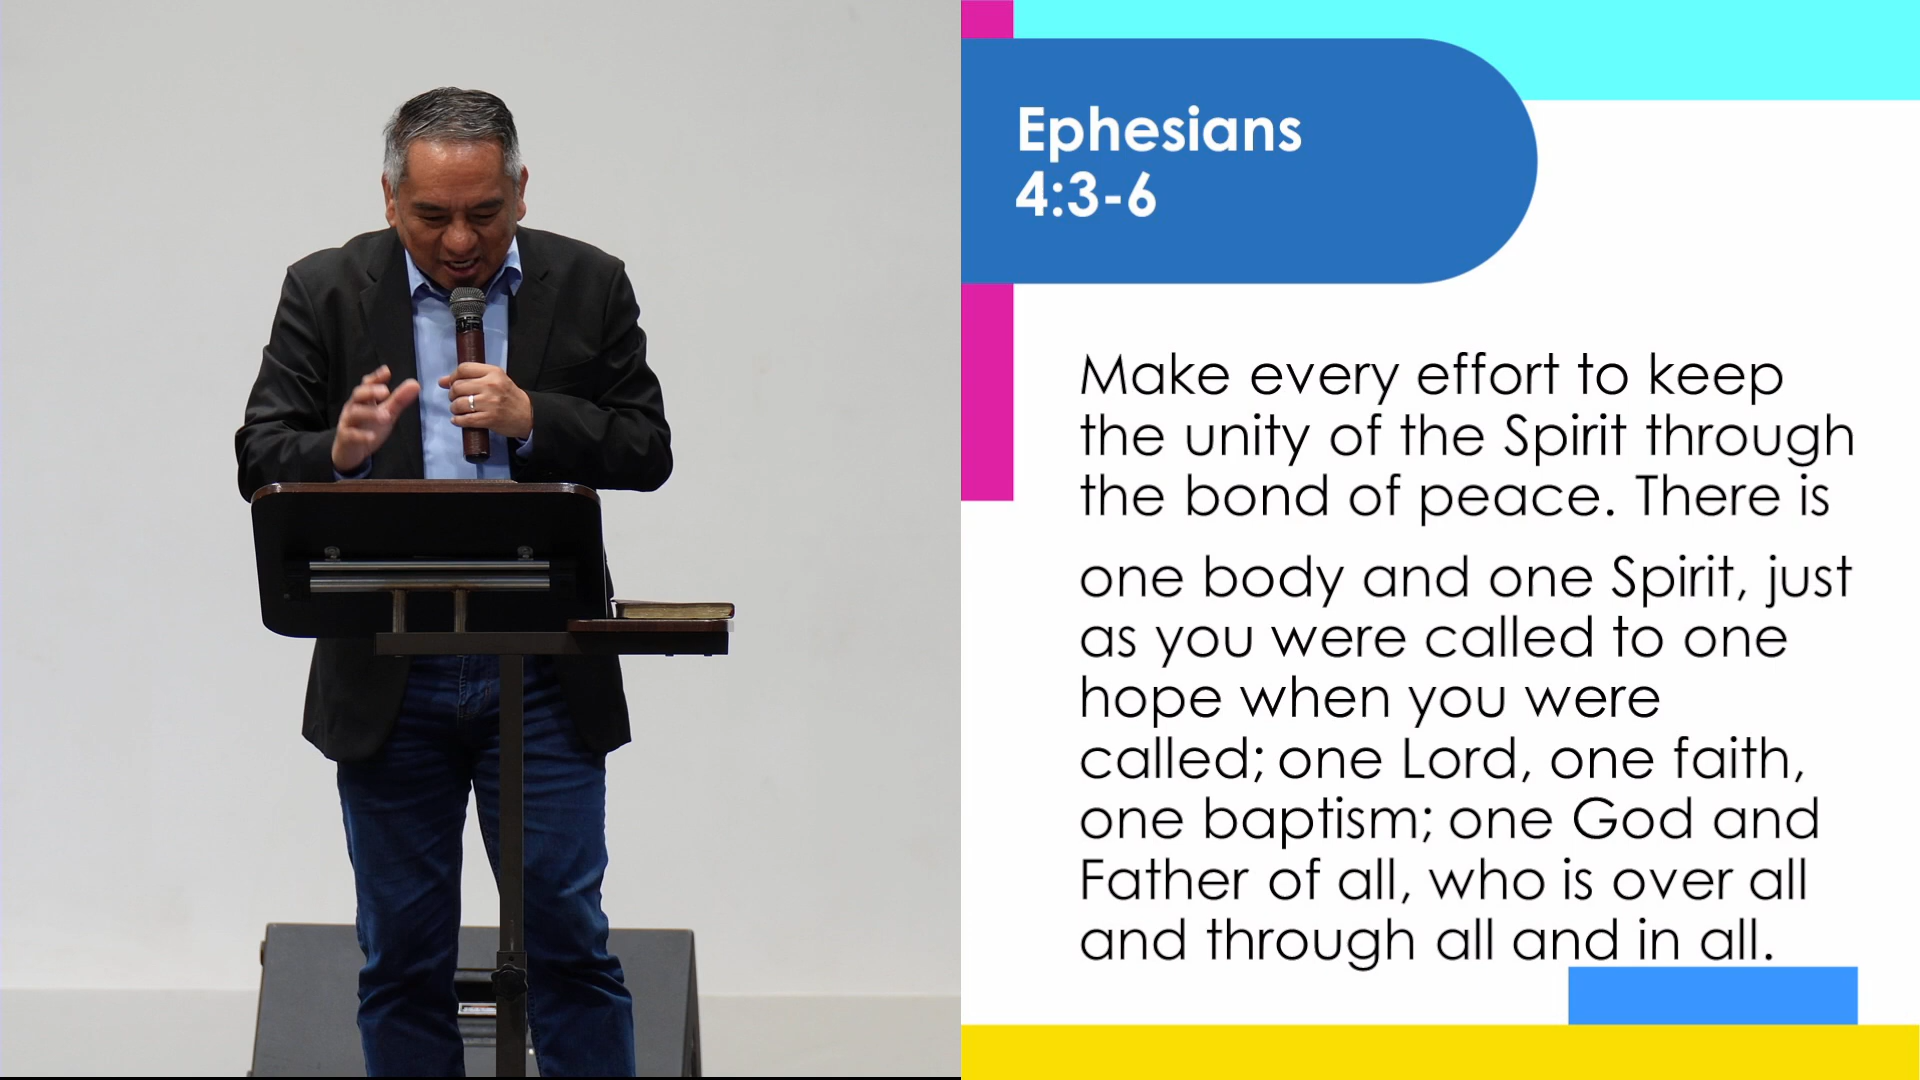 Ephesians
4:3-6
Make every effort to keep
the unity of the Spirit through
the bond of peace. There is
one body and one Spirit, just
as you were called to one
hope when you were
called; one Lord, one faith,
one baptism; one God and
Father of all, who is over all
and through all and in all.